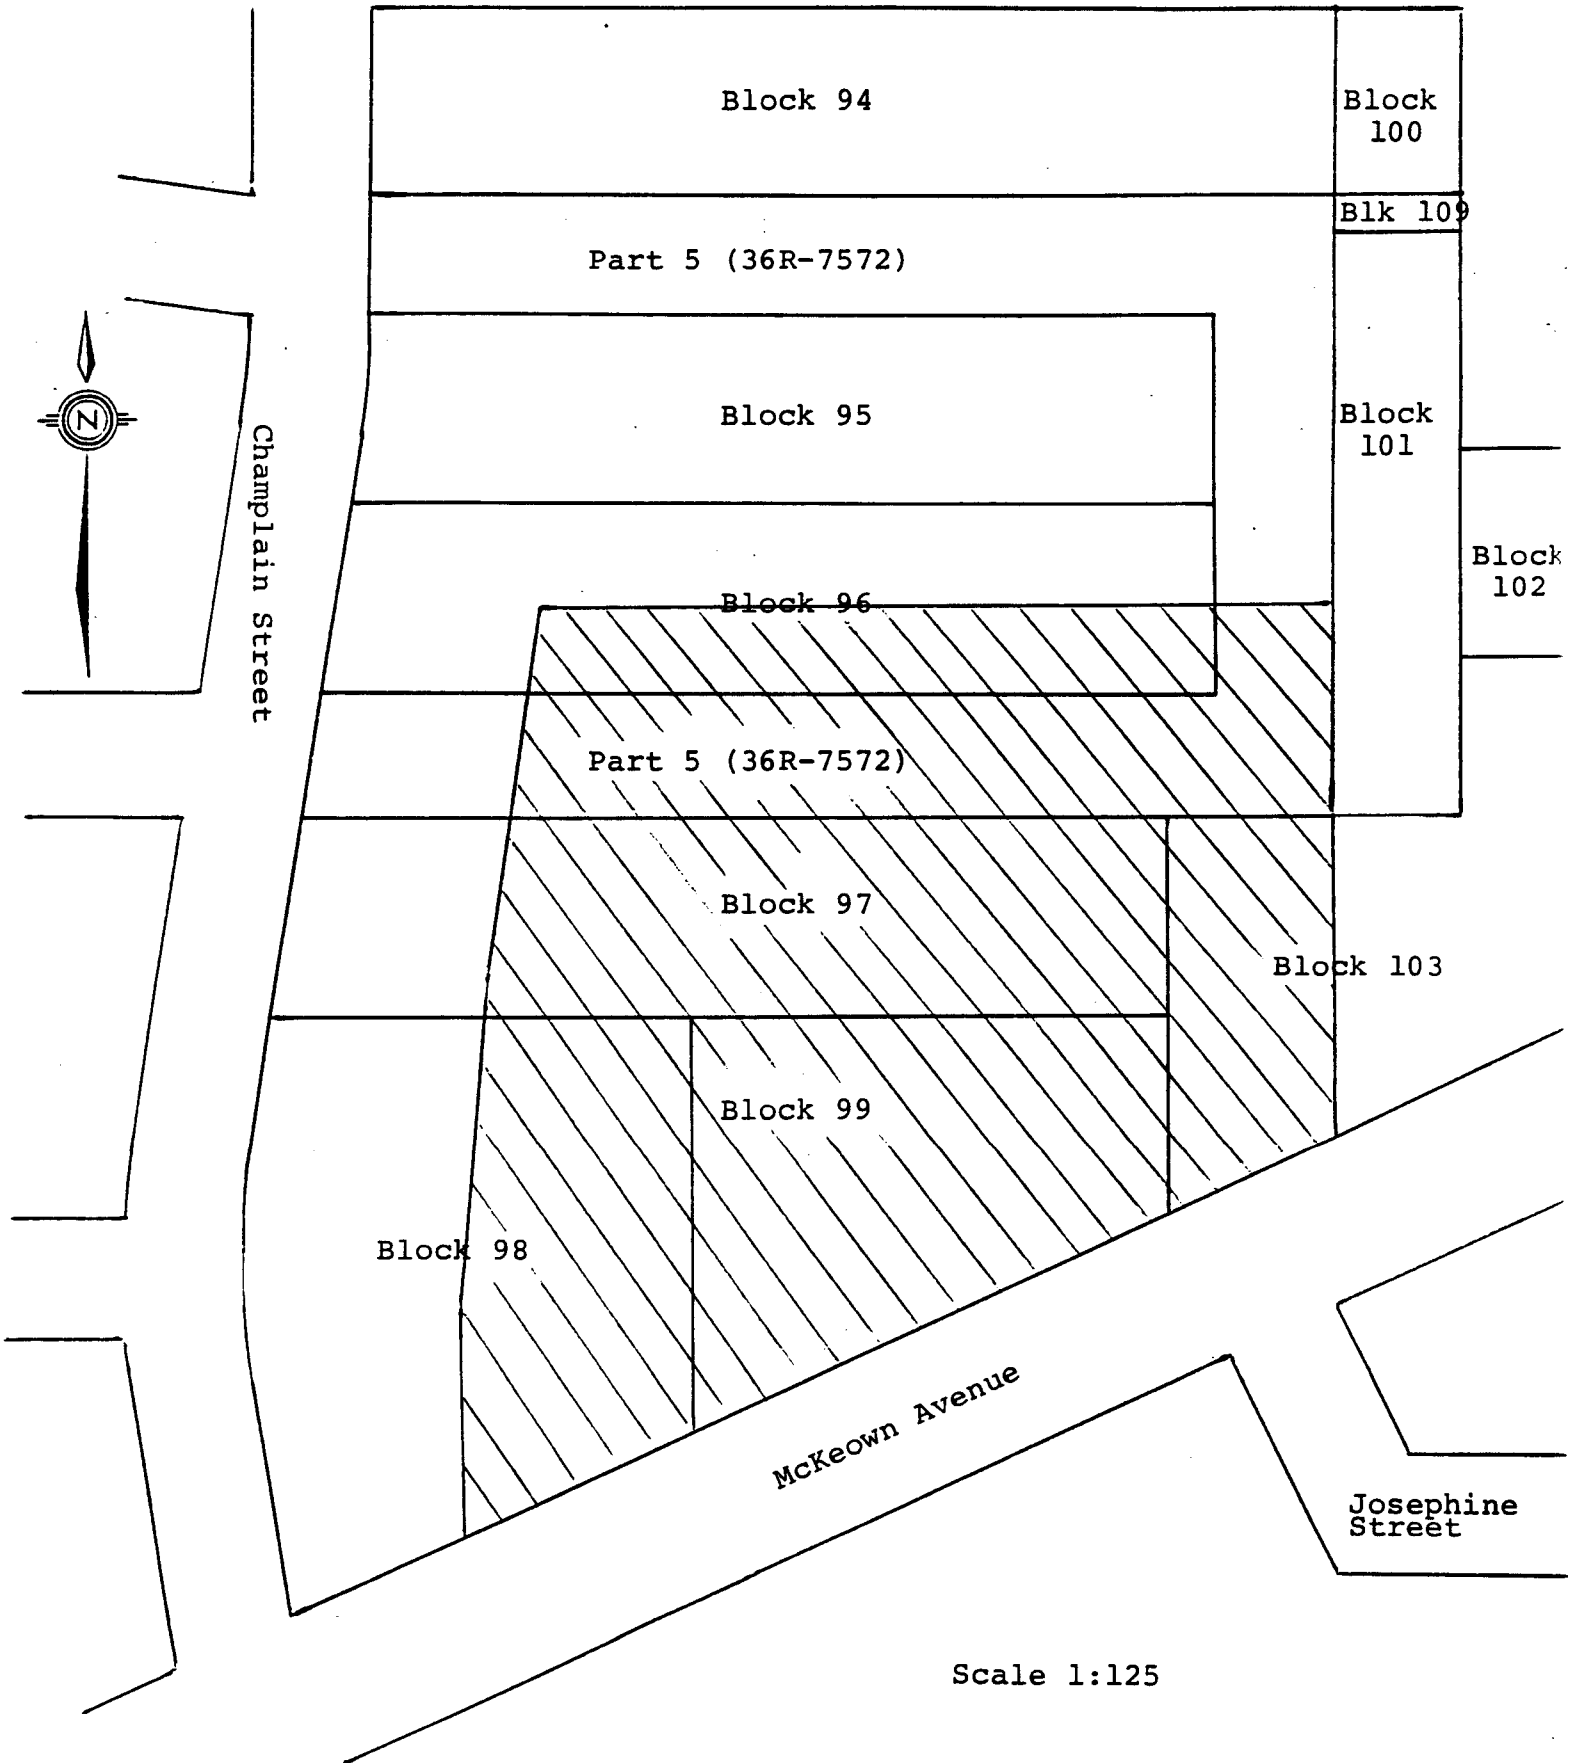 Block 94
Block
100
Blk 109
Part 5 (36R-7572)
Block 95
Block
101
N
Champlain Street
Block
102
Block 96
Part 5 (36R-7572)
Block 97
Block 103
Block 99
Block 98
McKeown Avenue
Josephine
Street
Scale 1:125